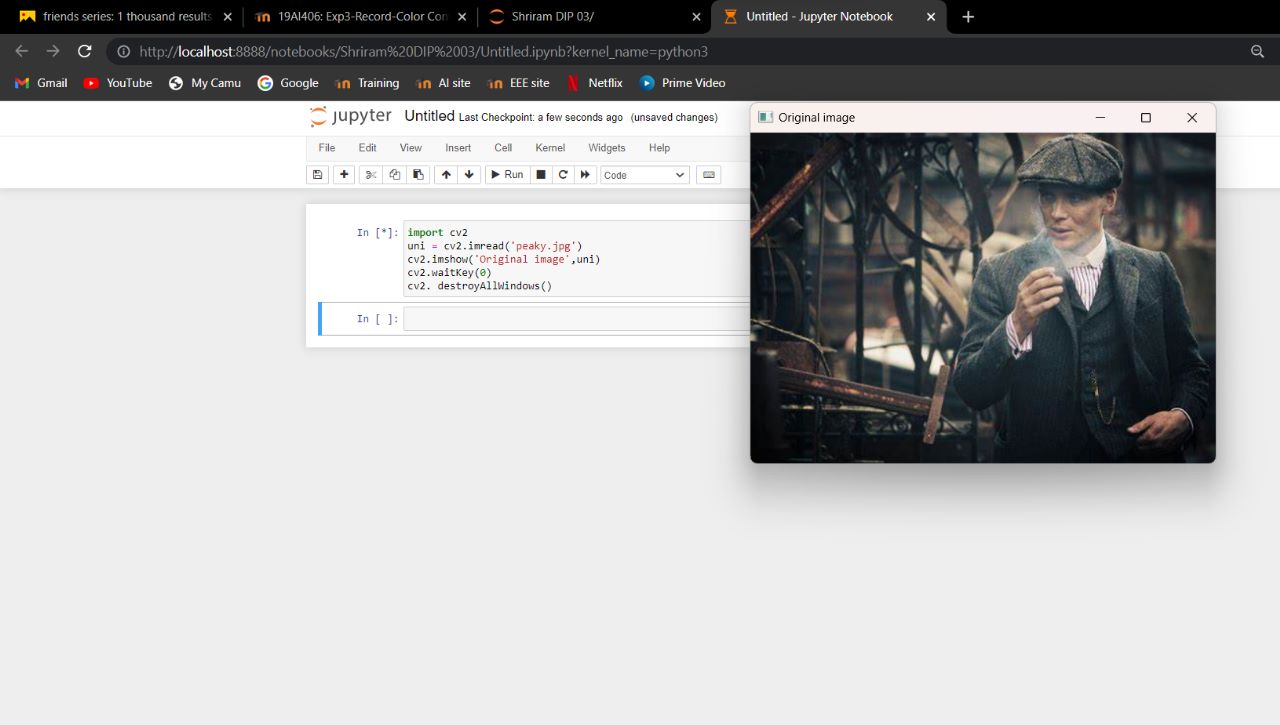 friends series: 1 thousand results
19AI406: Exp3-Record-Color Con
Shriram DIP 03/
Untitled - Jupyter Notebook
http://localhost:8888/notebooks/Shriram%20DIP%2003/Untitled.ipynb?kernel_name=python3
Gmail YouTube My Camu Google Training AI site EEE site Netflix Prime Video
jupyter Untitled Last Checkpoint: a few seconds ago (unsaved changes)
File Edit View Insert Cell Kernel Widgets Help
Run Code
In [*]: import cv2
uni = cv2.imread('peaky.jpg')
cv2.imshow('Original image',uni)
cv2.waitKey(0)
cv2. destroyAllWindows()
In [ ]:
Original image